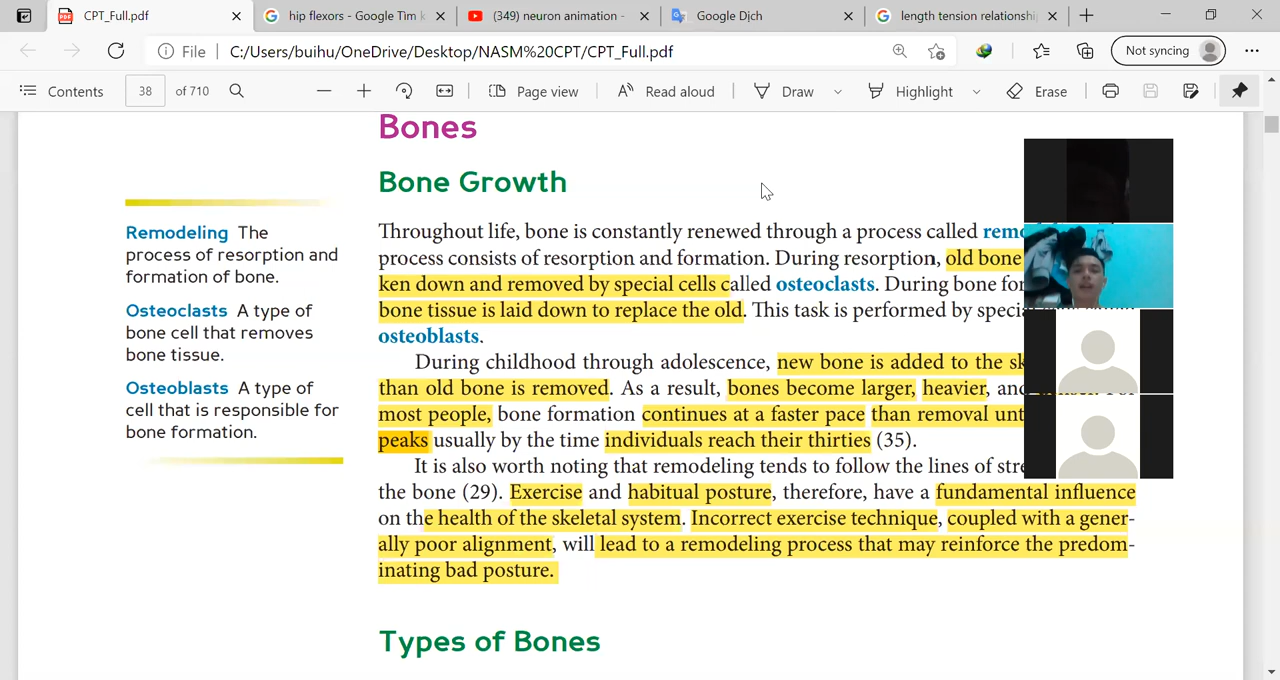 CPT_Full.pdf
hip flexors - Google Tìm k
(349) neuron animation -
Google Dịch
length tension relationshi
File
C:/Users/buihu/OneDrive/Desktop/NASM%20CPT/CPT_Full.pdf
Not syncing
Contents
38
of 710
Page view
Read aloud
Draw
Highlight
Erase
Bones
Bone Growth
Remodeling The
process of resorption and
formation of bone.
Osteoclasts A type of
bone cell that removes
bone tissue.
Osteoblasts A type of
cell that is responsible for
bone formation.
Throughout life, bone is constantly renewed through a process called
process consists of resorption and formation. During resorption, old bone
ken down and removed by special cells called osteoclasts. During bone
bone tissue is laid down to replace the old. This task is performed by
osteoblasts.
During childhood through adolescence, new bone is added to the
than old bone is removed. As a result, bones become larger, heavier, and
most people, bone formation continues at a faster pace than removal
peaks usually by the time individuals reach their thirties (35).
It is also worth noting that remodeling tends to follow the lines of
the bone (29). Exercise and habitual posture, therefore, have a fundamental influence
on the health of the skeletal system. Incorrect exercise technique, coupled with a gener-
ally poor alignment, will lead to a remodeling process that may reinforce the predom-
inating bad posture.
Types of Bones